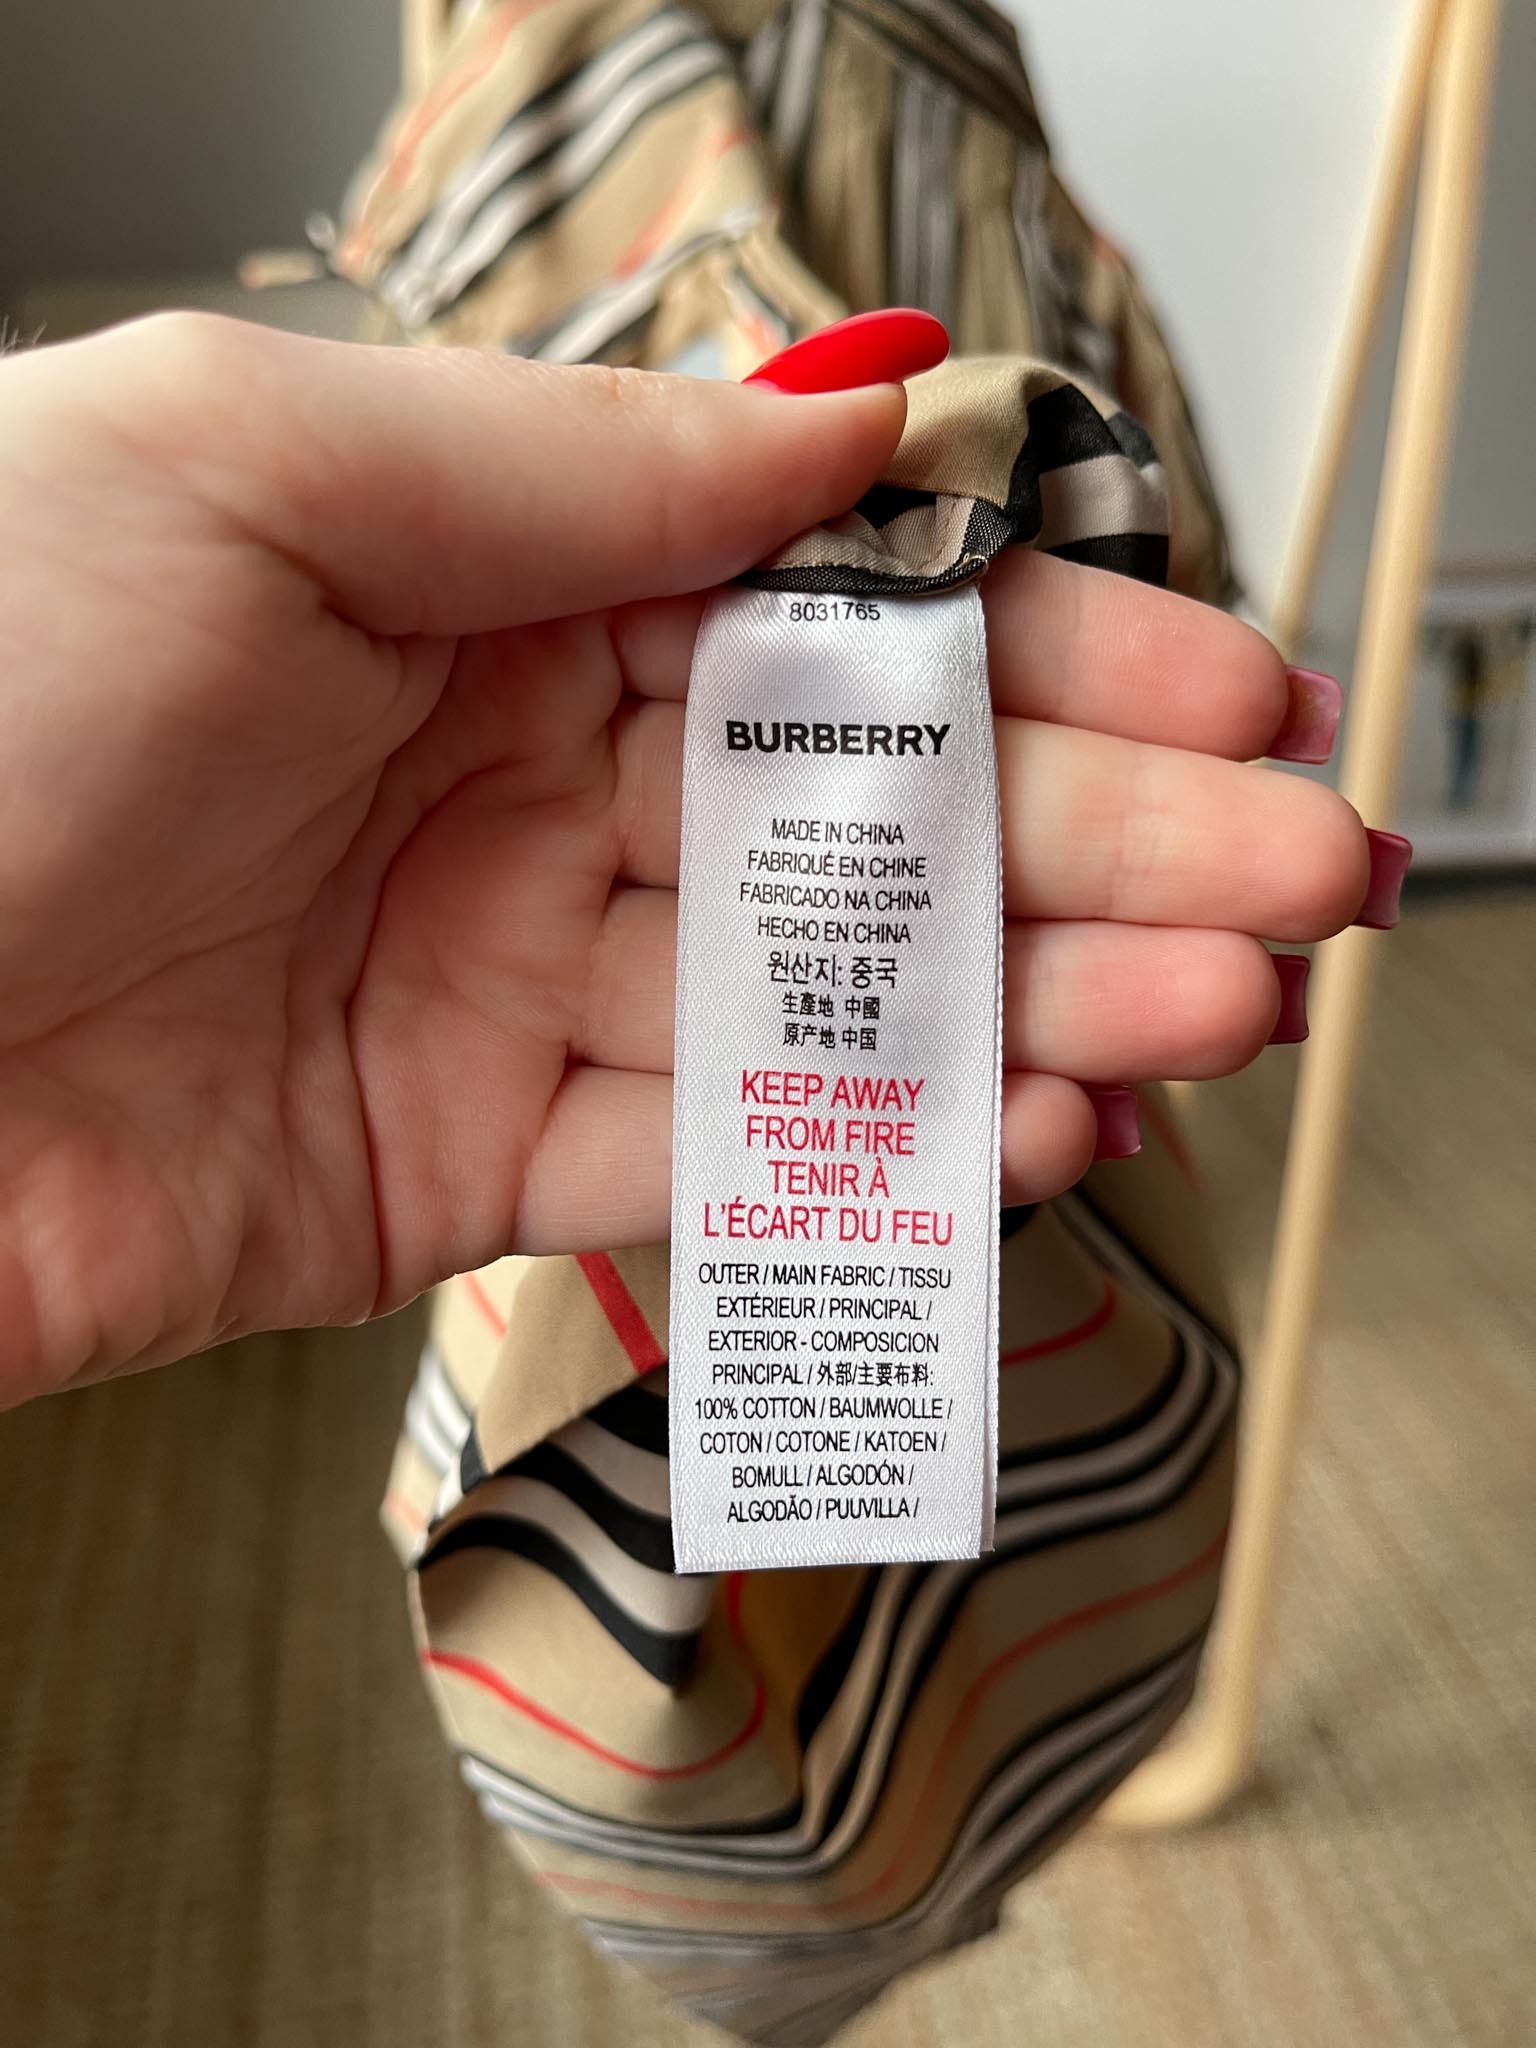 8031765
BURBERRY
MADE IN CHINA
FABRIQUÉ EN CHINE
FABRICADO NA CHINA
HECHO EN CHINA
원산지: 중국
生產地 中國
原产地 中国
KEEP AWAY
FROM FIRE
TENIR À
L'ÉCART DU FEU
OUTER / MAIN FABRIC / TISSU
EXTÉRIEUR / PRINCIPAL /
EXTERIOR - COMPOSICION
PRINCIPAL / 外部/主要布料:
100% COTTON / BAUMWOLLE /
COTON / COTONE / KATOEN /
BOMULL / ALGODÓN /
ALGODÃO / PUUVILLA /